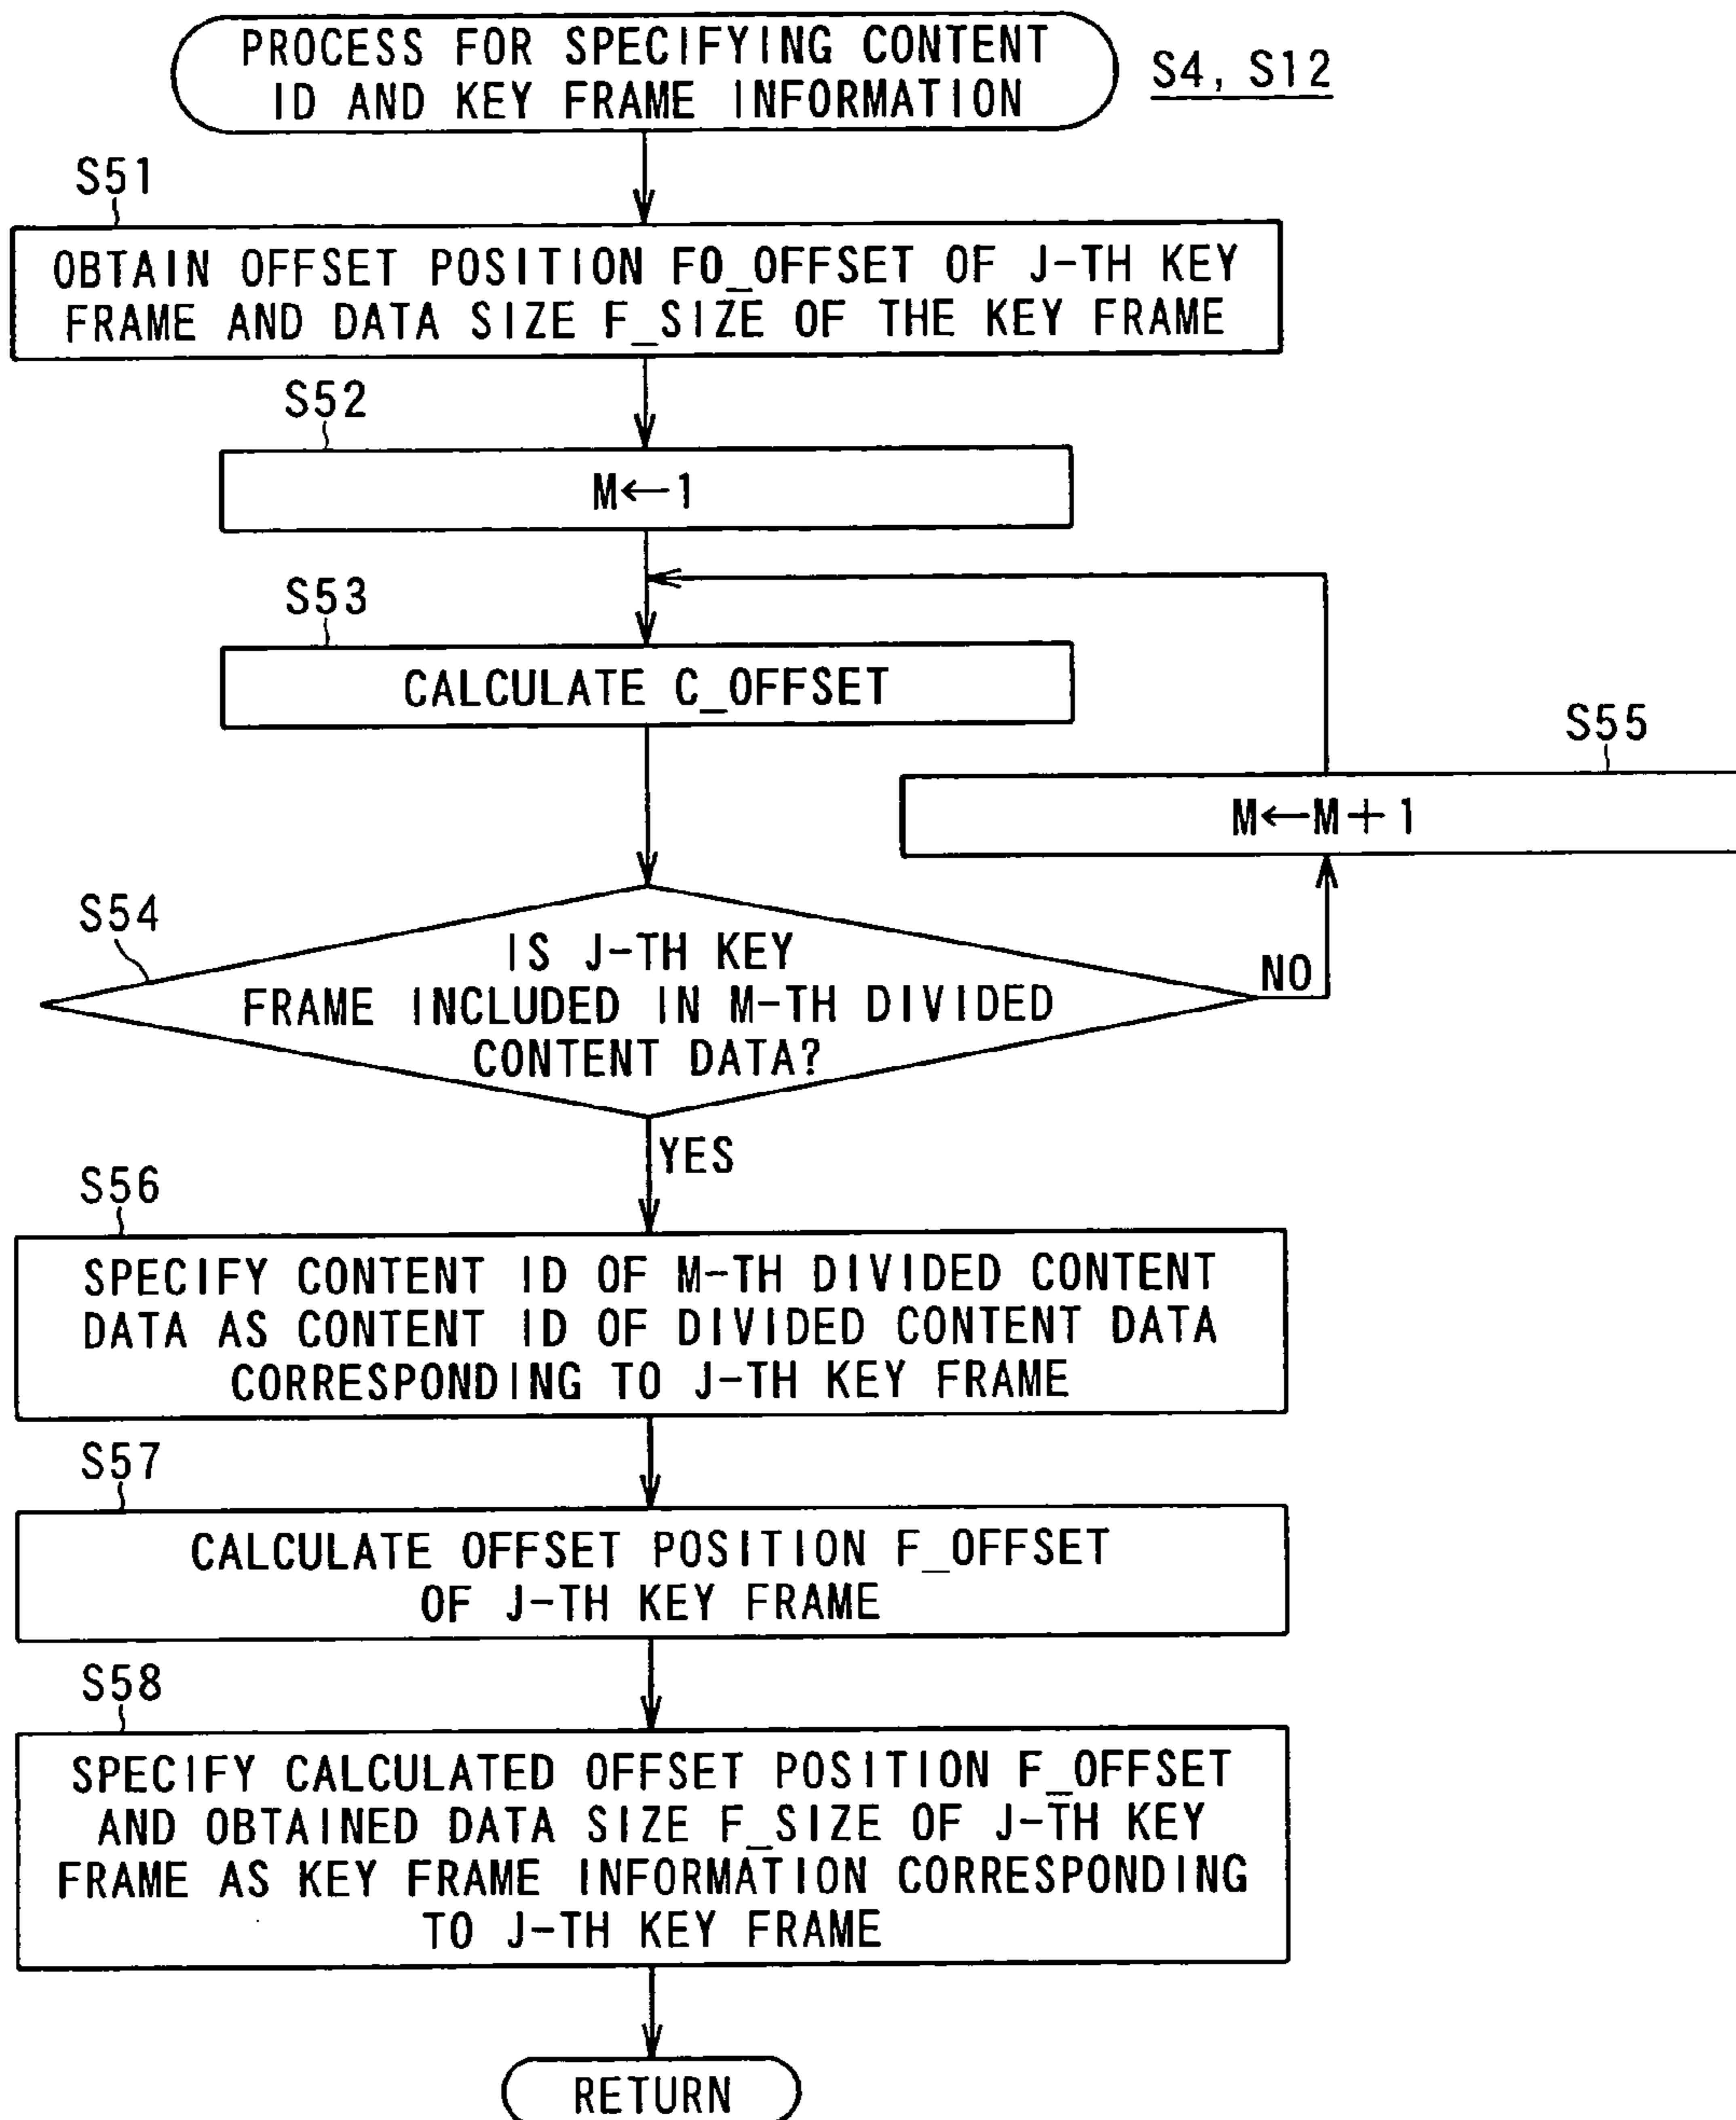 PROCESS FOR SPECIFYING CONTENT
ID AND KEY FRAME INFORMATION
S4, S12
S51
OBTAIN OFFSET POSITION FO_OFFSET OF J-TH KEY
FRAME AND DATA SIZE F_SIZE OF THE KEY FRAME
S52
M←1
S53
CALCULATE C_OFFSET
S55
M←M+1
S54
IS J-TH KEY
FRAME INCLUDED IN M-TH DIVIDED
CONTENT DATA?
NO
YES
S56
SPECIFY CONTENT ID OF M-TH DIVIDED CONTENT
DATA AS CONTENT ID OF DIVIDED CONTENT DATA
CORRESPONDING TO J-TH KEY FRAME
S57
CALCULATE OFFSET POSITION F_OFFSET
OF J-TH KEY FRAME
S58
SPECIFY CALCULATED OFFSET POSITION F_OFFSET
AND OBTAINED DATA SIZE F_SIZE OF J-TH KEY
FRAME AS KEY FRAME INFORMATION CORRESPONDING
TO J-TH KEY FRAME
RETURN